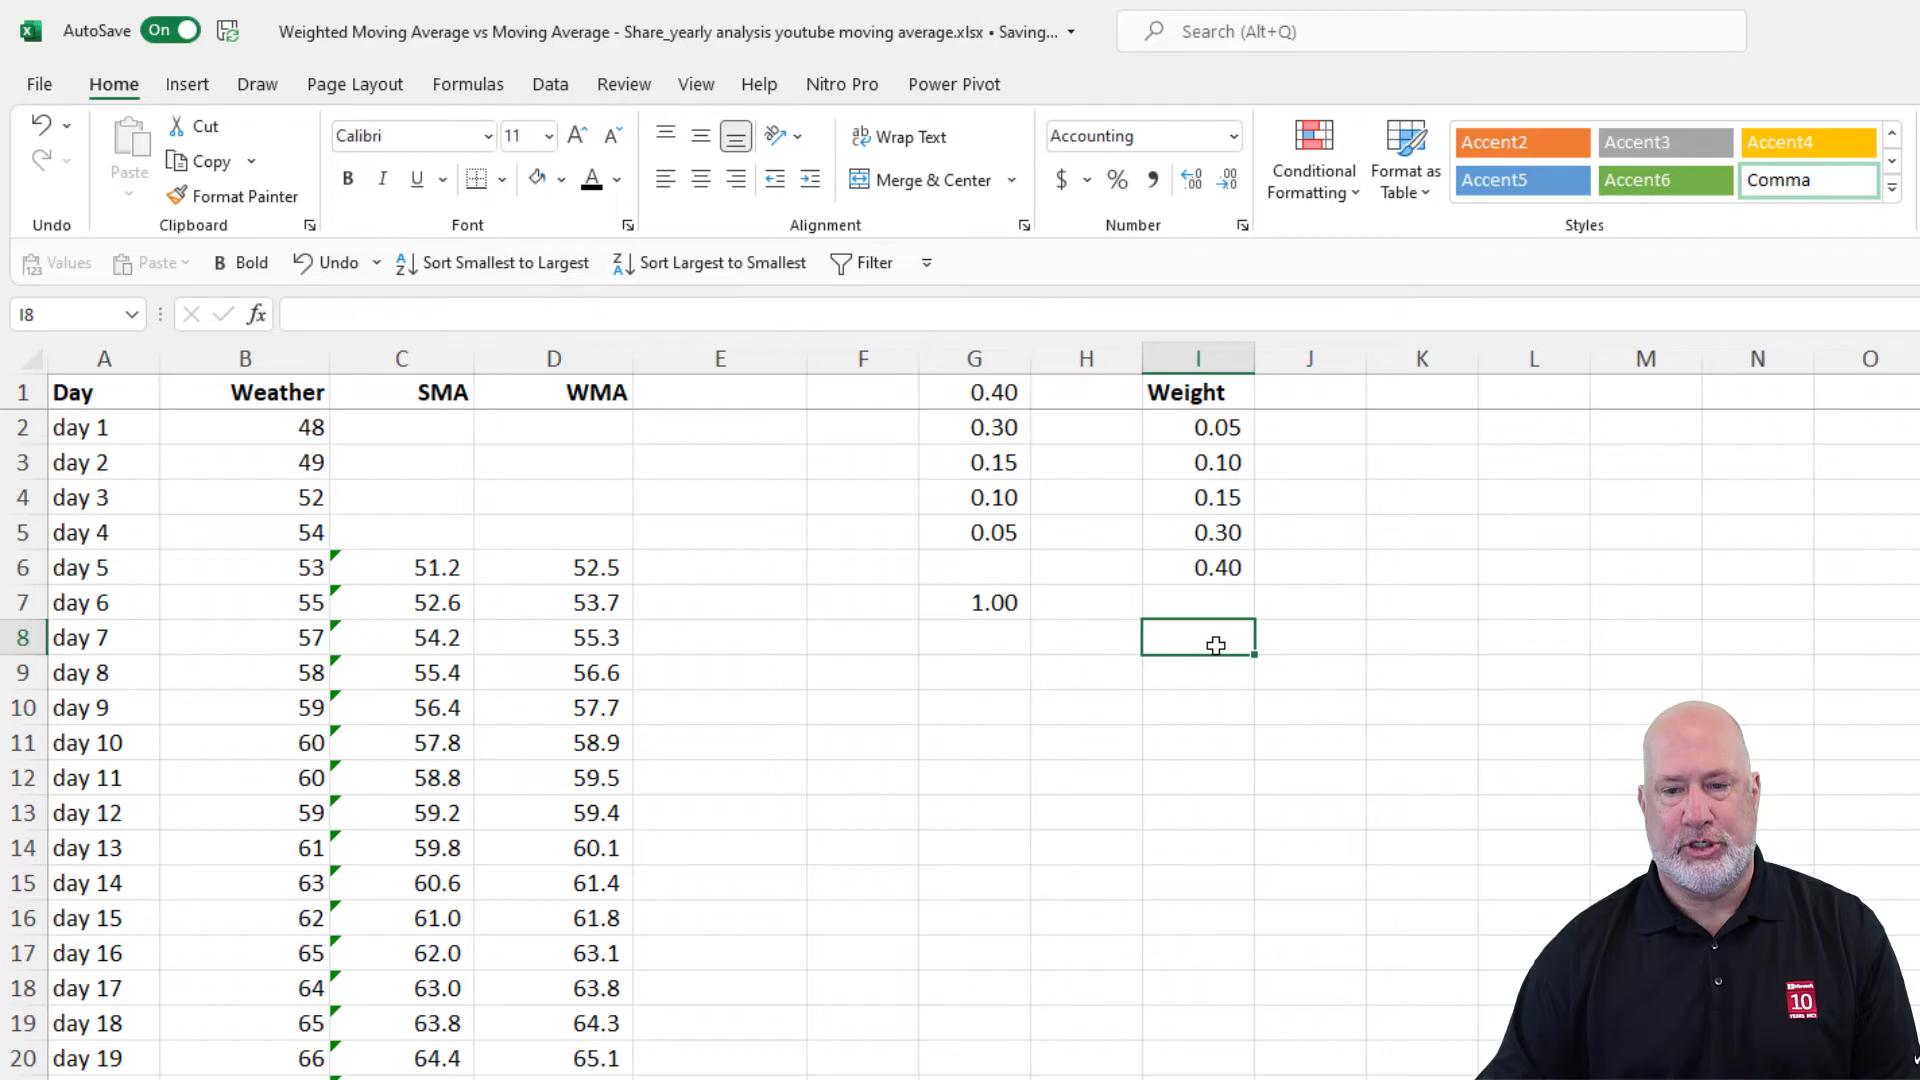 AutoSave On Weighted Moving Average vs Moving Average - Share_yearly analysis youtube moving average.xlsx • Saving... Search (Alt+Q)
File Home Insert Draw Page Layout Formulas Data Review View Help Nitro Pro Power Pivot
Paste Cut Copy Format Painter
Calibri 11
B I U A
Wrap Text
Merge & Center
Accounting
$ % ,
Conditional Formatting
Format as Table
Accent2 Accent3 Accent4
Accent5 Accent6 Comma
Undo Clipboard Font Alignment Number Styles
Values Paste B Bold Undo Sort Smallest to Largest Sort Largest to Smallest Filter
I8 fx
A B C D E F G H I J K L M N O
1 Day Weather SMA WMA 0.40 Weight
2 day 1 48 0.30 0.05
3 day 2 49 0.15 0.10
4 day 3 52 0.10 0.15
5 day 4 54 0.05 0.30
6 day 5 53 51.2 52.5 0.40
7 day 6 55 52.6 53.7 1.00
8 day 7 57 54.2 55.3
9 day 8 58 55.4 56.6
10 day 9 59 56.4 57.7
11 day 10 60 57.8 58.9
12 day 11 60 58.8 59.5
13 day 12 59 59.2 59.4
14 day 13 61 59.8 60.1
15 day 14 63 60.6 61.4
16 day 15 62 61.0 61.8
17 day 16 65 62.0 63.1
18 day 17 64 63.0 63.8
19 day 18 65 63.8 64.3
20 day 19 66 64.4 65.1
Microsoft
10
YEARS MCT